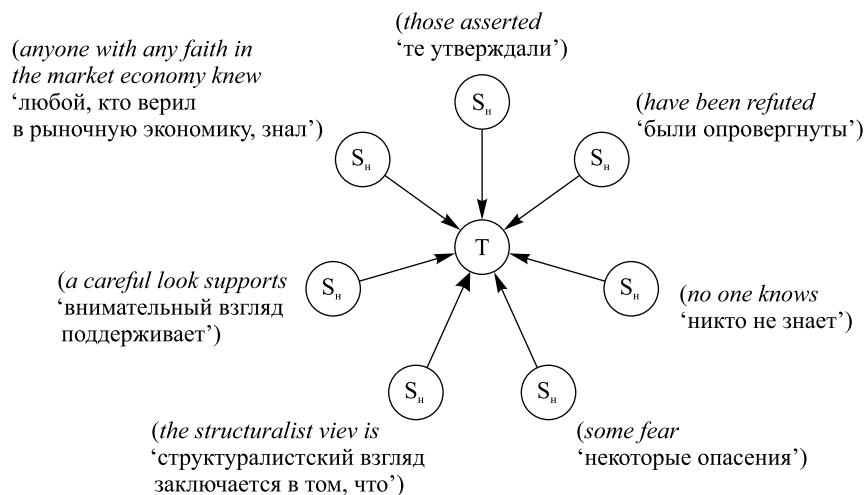 (those asserted
‘те утверждали’)
(anyone with any faith in
the market economy knew
‘любой, кто верил
в рыночную экономику, знал’)
(have been refuted
‘были опровергнуты’)
Sн
Sн
Sн
T
(a careful look supports
‘внимательный взгляд
поддерживает’)
Sн
Sн
(no one knows
‘никто не знает’)
Sн
Sн
(the structuralist viev is
‘структуралистский взгляд
заключается в том, что’)
(some fear
‘некоторые опасения’)